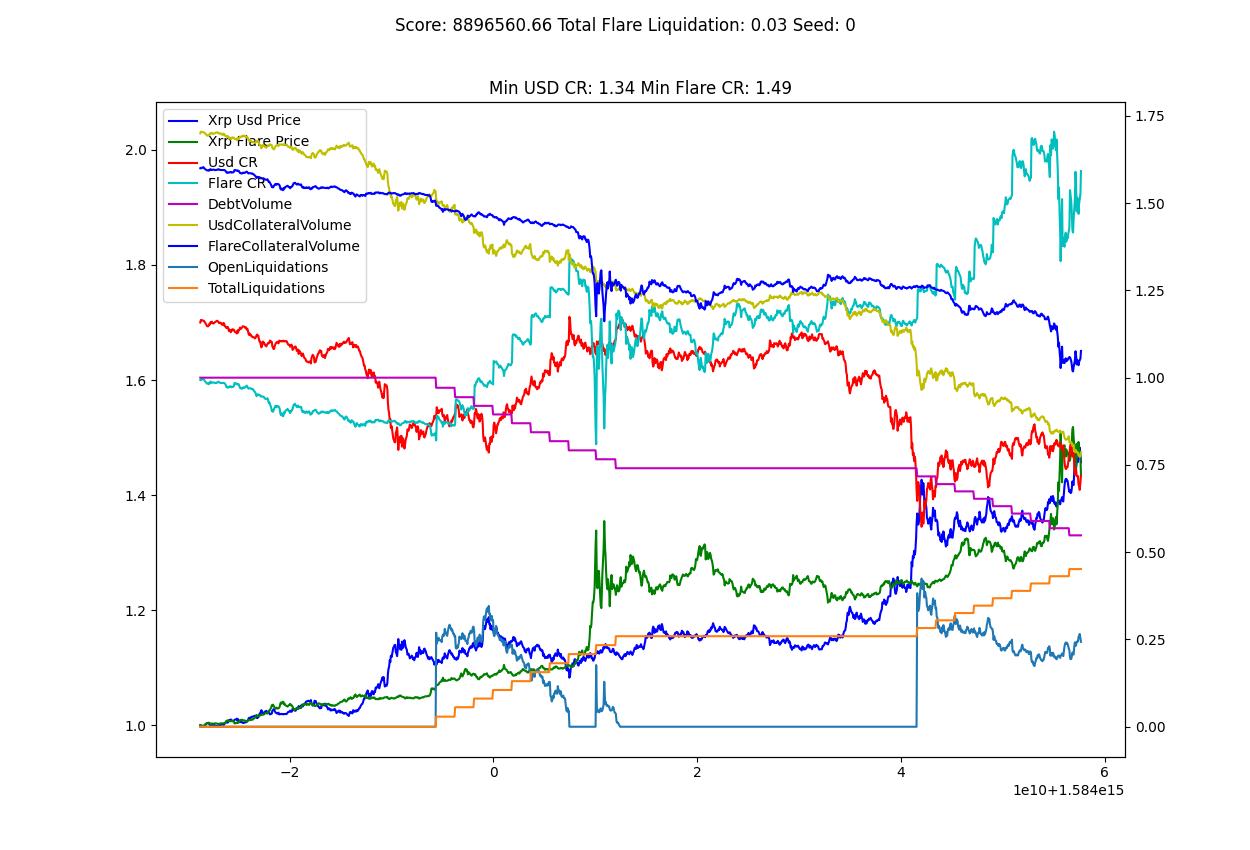 Score: 8896560.66 Total Flare Liquidation: 0.03 Seed: 0
Min USD CR: 1.34 Min Flare CR: 1.49
Xrp Usd Price
Xrp Flare Price
Usd CR
Flare CR
DebtVolume
UsdCollateralVolume
FlareCollateralVolume
OpenLiquidations
TotalLiquidations
2.0
1.8
1.6
1.4
1.2
1.0
1.75
1.50
1.25
1.00
0.75
0.50
0.25
0.00
−2
0
2
4
6
1e10+1.584e15